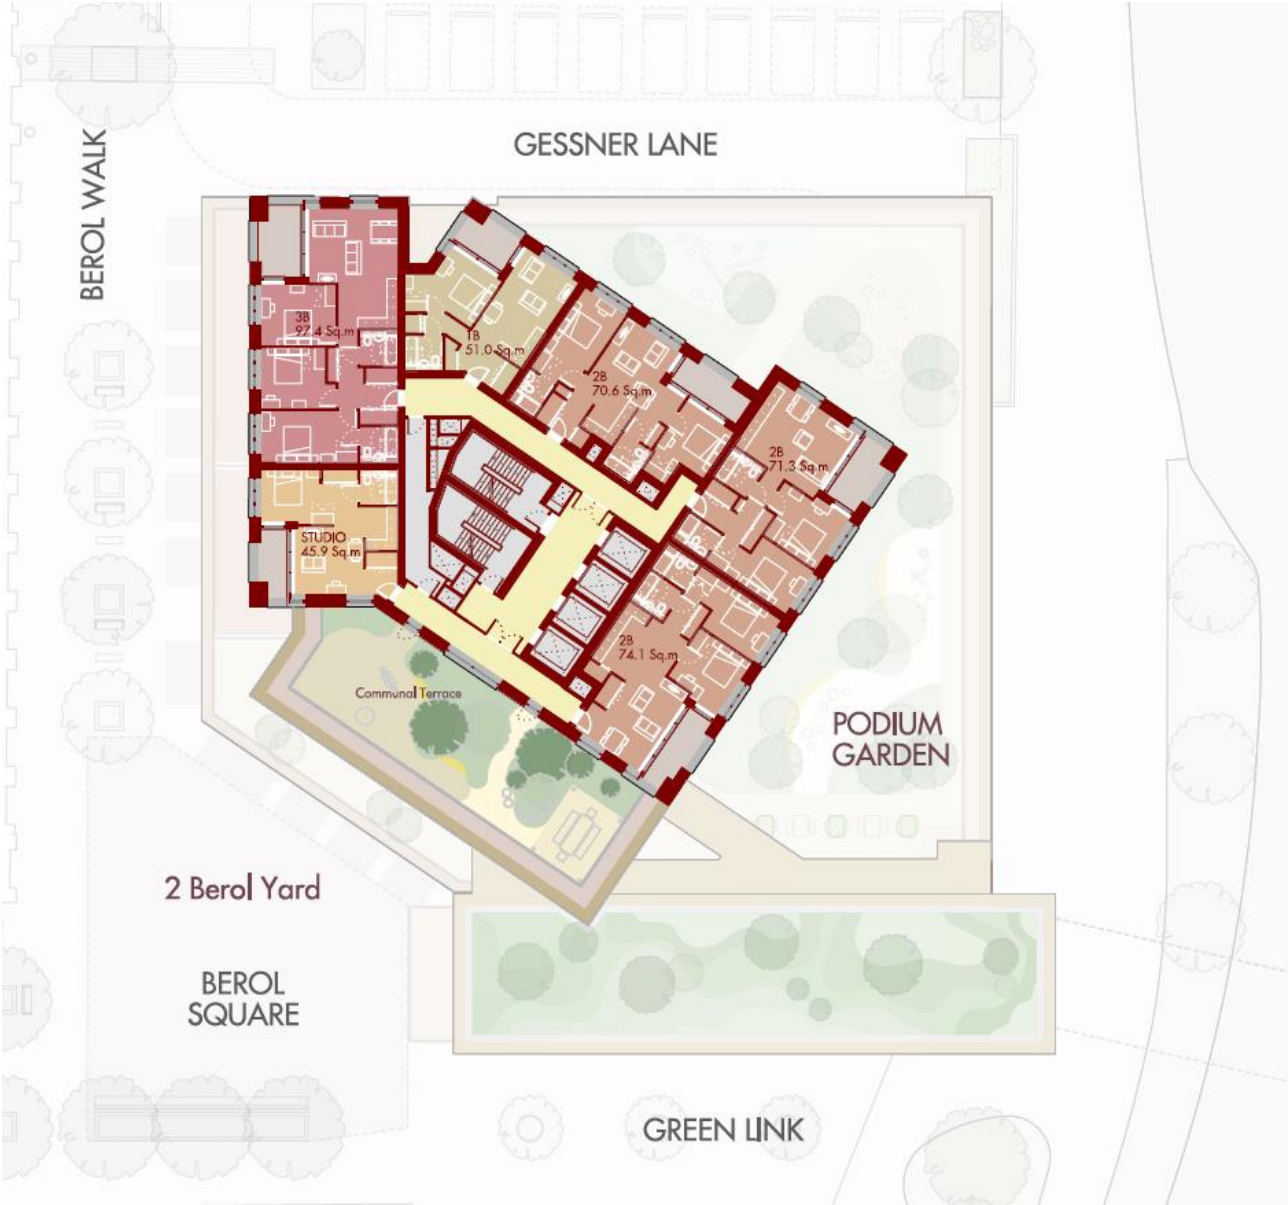 GESSNER LANE
BEROL WALK
3B
97.4 Sq.m
1B
51.0 Sq.m
2B
70.6 Sq.m
2B
71.3 Sq.m
STUDIO
45.9 Sq.m
2B
74.1 Sq.m
Communal Terrace
PODIUM
GARDEN
2 Berol Yard
BEROL
SQUARE
GREEN LINK